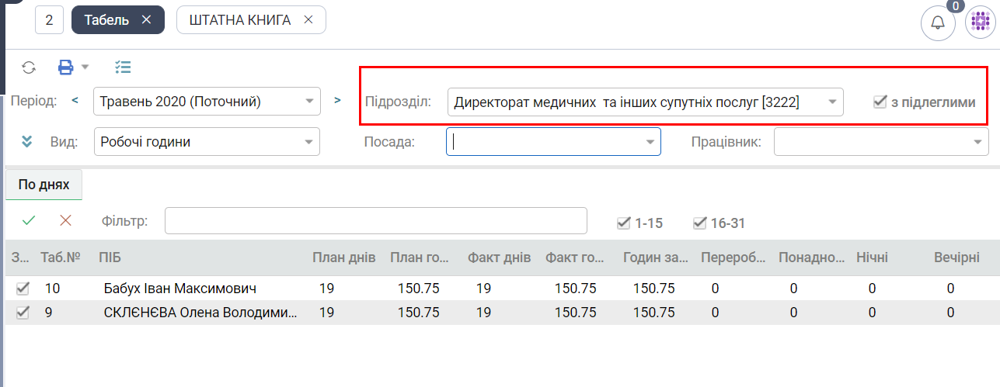 2 Табель ШТАТНА КНИГА 0
Період: < Травень 2020 (Поточний) > Підрозділ: Директорат медичних та інших супутніх послуг [3222] з підлеглими
Вид: Робочі години Посада: Працівник:
По днях
Фільтр: 1-15 16-31
З... Таб.№ ПІБ План днів План го... Факт днів Факт го... Годин за... Перероб... Понадно... Нічні Вечірні
10 Бабух Іван Максимович 19 150.75 19 150.75 150.75 0 0 0 0
9 СКЛЄНЄВА Олена Володими... 19 150.75 19 150.75 150.75 0 0 0 0